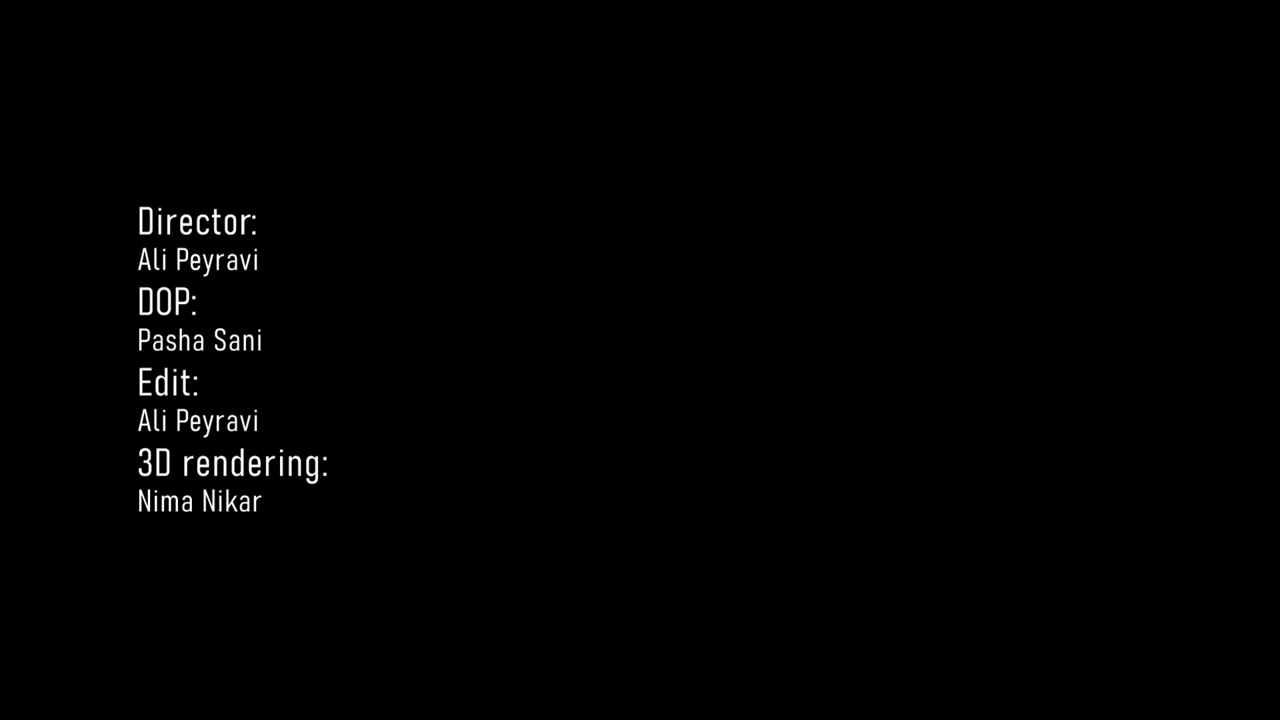 Director:
Ali Peyravi
DOP:
Pasha Sani
Edit:
Ali Peyravi
3D rendering:
Nima Nikar